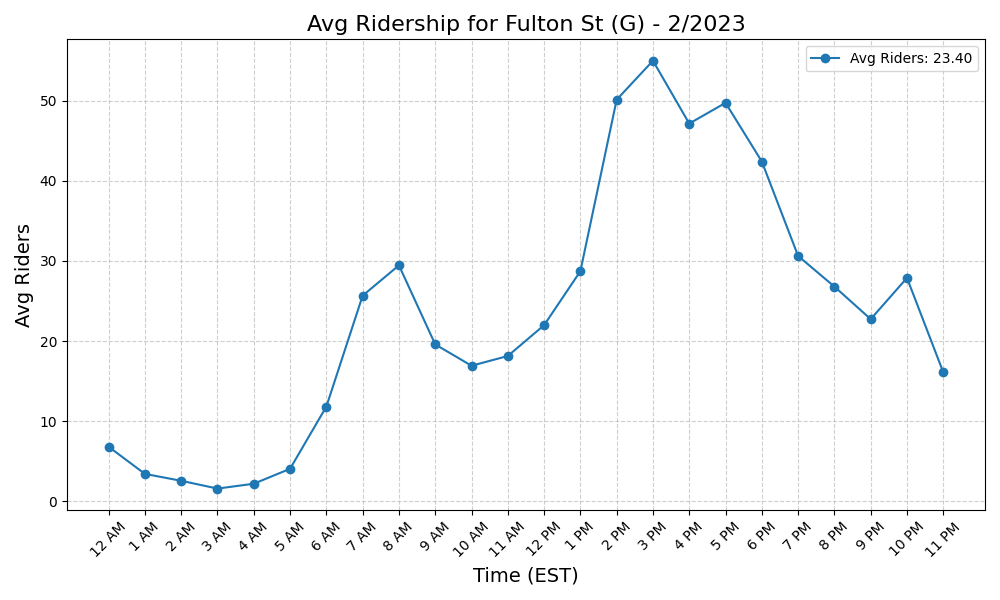 Avg Ridership for Fulton St (G) - 2/2023
Avg Riders: 23.40
Avg Riders
50
40
30
20
10
0
12 AM
1 AM
2 AM
3 AM
4 AM
5 AM
6 AM
7 AM
8 AM
9 AM
10 AM
11 AM
12 PM
1 PM
2 PM
3 PM
4 PM
5 PM
6 PM
7 PM
8 PM
9 PM
10 PM
11 PM
Time (EST)